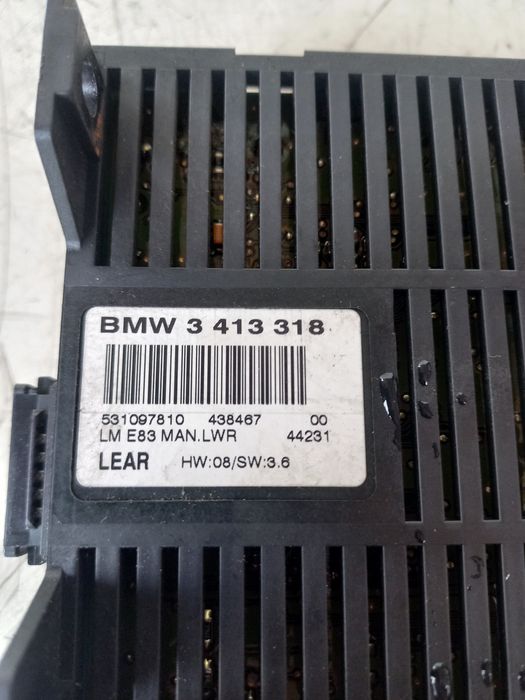 BMW 3 413 318
531097810 438467 00
LM E83 MAN.LWR 44231
LEAR HW:08/SW:3.6